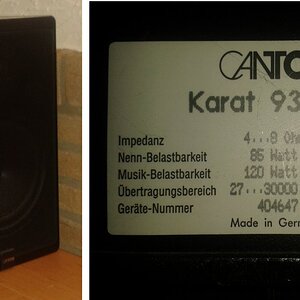 CANTO
Karat 93
Impedanz 4...8 Ohm
Nenn-Belastbarkeit 85 Watt
Musik-Belastbarkeit 120 Watt
Übertragungsbereich 27...30000
Geräte-Nummer 404647
Made in Germ